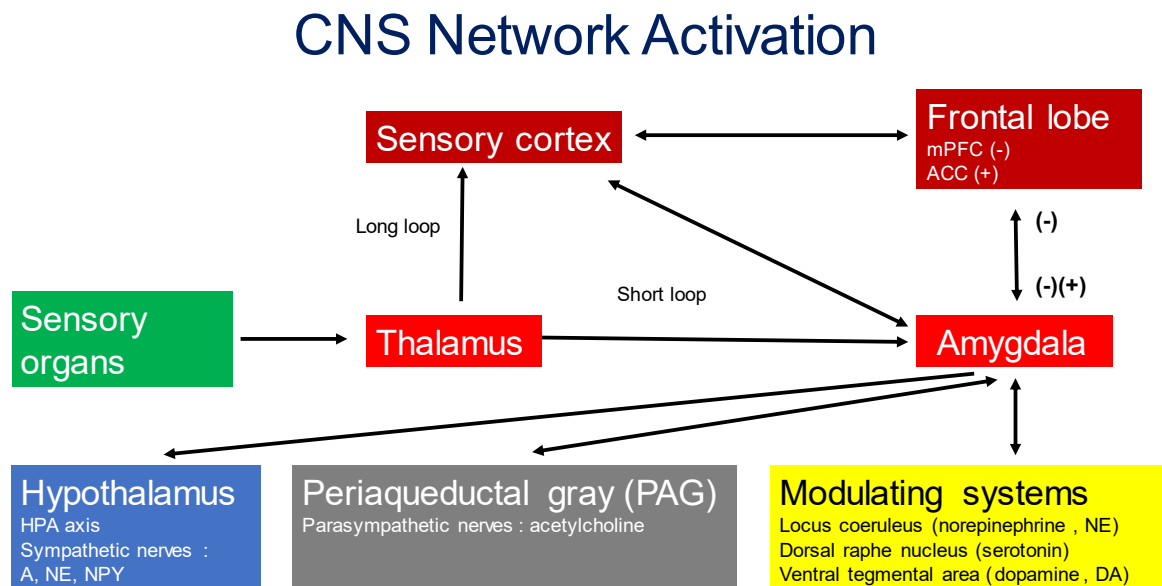 CNS Network Activation
Sensory cortex
Frontal lobe
mPFC (-)
ACC (+)
Long loop
(-)
Short loop
(-)(+)
Sensory
organs
Thalamus
Amygdala
Hypothalamus
HPA axis
Sympathetic nerves :
A, NE, NPY
Periaqueductal gray (PAG)
Parasympathetic nerves : acetylcholine
Modulating systems
Locus coeruleus (norepinephrine , NE)
Dorsal raphe nucleus (serotonin)
Ventral tegmental area (dopamine , DA)